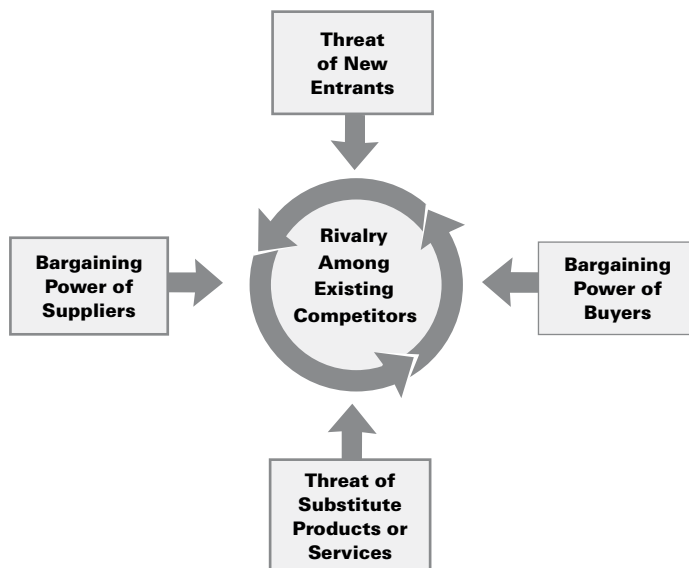 Threat
of New
Entrants
Bargaining
Power of
Suppliers
Rivalry
Among
Existing
Competitors
Bargaining
Power of
Buyers
Threat of
Substitute
Products or
Services